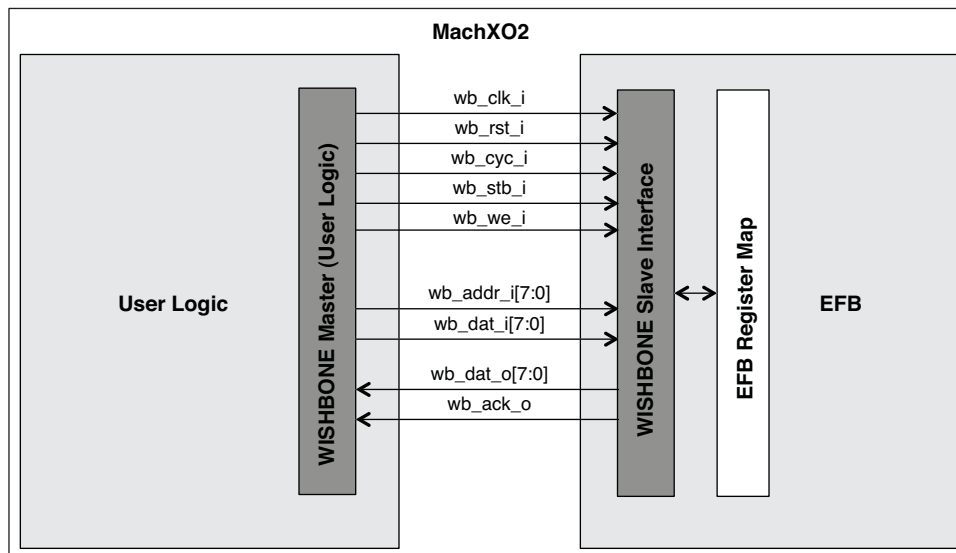 MachXO2
User Logic
WISHBONE Master (User Logic)
wb_clk_i
wb_rst_i
wb_cyc_i
wb_stb_i
wb_we_i
wb_addr_i[7:0]
wb_dat_i[7:0]
wb_dat_o[7:0]
wb_ack_o
WISHBONE Slave Interface
EFB Register Map
EFB